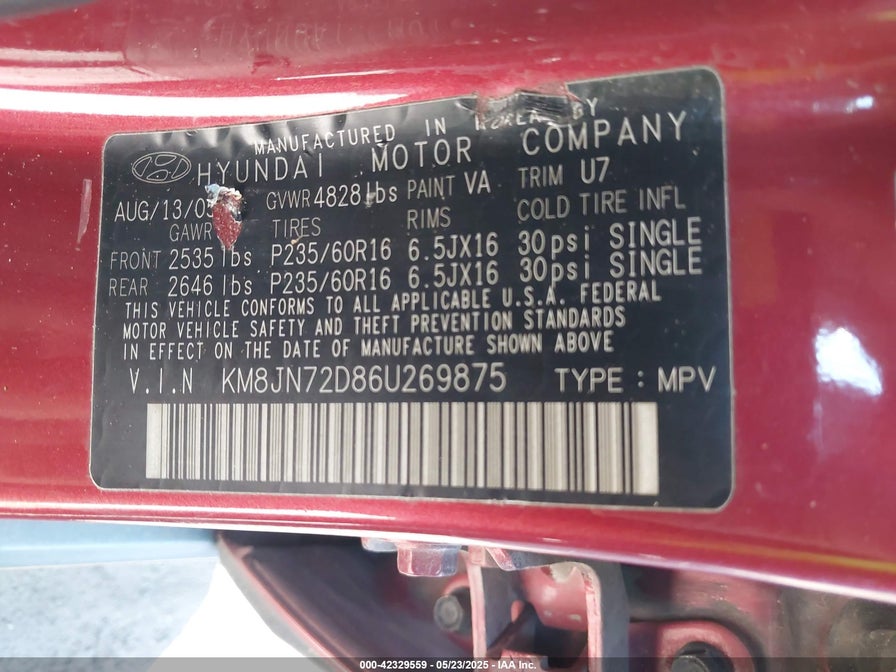 MANUFACTURED IN KOREA BY
HYUNDAI MOTOR COMPANY
AUG/13/05 GVWR 4828 lbs PAINT VA TRIM U7
GAWR TIRES RIMS COLD TIRE INFL
FRONT 2535 lbs P235/60R16 6.5JX16 30psi SINGLE
REAR 2646 lbs P235/60R16 6.5JX16 30psi SINGLE
THIS VEHICLE CONFORMS TO ALL APPLICABLE U.S.A. FEDERAL
MOTOR VEHICLE SAFETY AND THEFT PREVENTION STANDARDS
IN EFFECT ON THE DATE OF MANUFACTURE SHOWN ABOVE
V.I.N KM8JN72D86U269875 TYPE : MPV
000-42329559 - 05/23/2025 - IAA Inc.